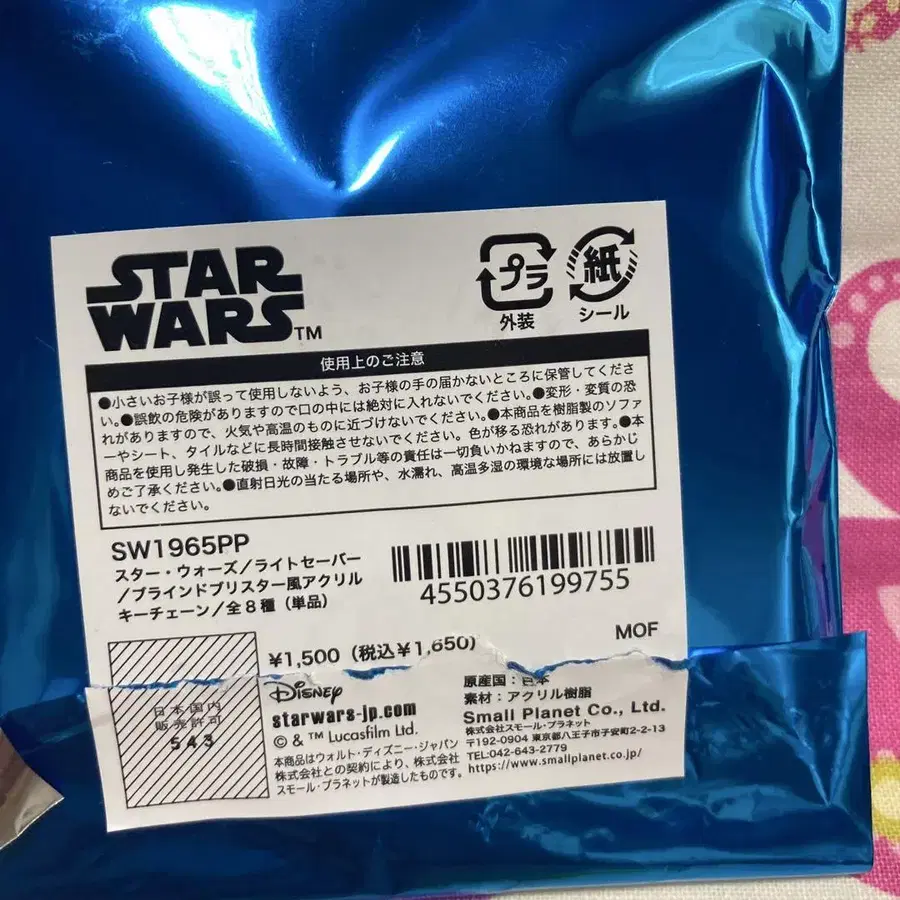 STAR
WARS™
プラ
外装
紙
シール
使用上のご注意
●小さいお子様が誤って使用しないよう、お子様の手の届かないところに保管してくださ
い。●誤飲の危険がありますので口の中には絶対に入れないでください。●変形・変質の恐
れがありますので、火気や高温のものに近づけないでください。●本商品を樹脂製のソファ
ーやシート、タイルなどに長時間接触させないでください。色が移る恐れがあります。●本
商品を使用し発生した破損・故障・トラブル等の責任は一切負いかねますので、あらかじ
めご了承ください。●直射日光の当たる場所や、水濡れ、高温多湿の環境な場所には放置し
ないでください。
SW1965PP
スター・ウォーズ/ライトセーバー
/ブラインドブリスター風アクリル
キーチェーン/全8種（単品）
4550376199755
¥1,500（税込¥1,650）
MOF
日本国内
販売許可
543
Disney
starwars-jp.com
© & ™ Lucasfilm Ltd.
本商品はウォルト・ディズニー・ジャパン
株式会社との契約により、株式会社
スモール・プラネットが製造したものです。
原産国：日本
素材：アクリル樹脂
Small Planet Co., Ltd.
株式会社スモール・プラネット
〒192-0904 東京都八王子市子安町2-2-13
TEL:042-643-2779
https://www.smallplanet.co.jp/